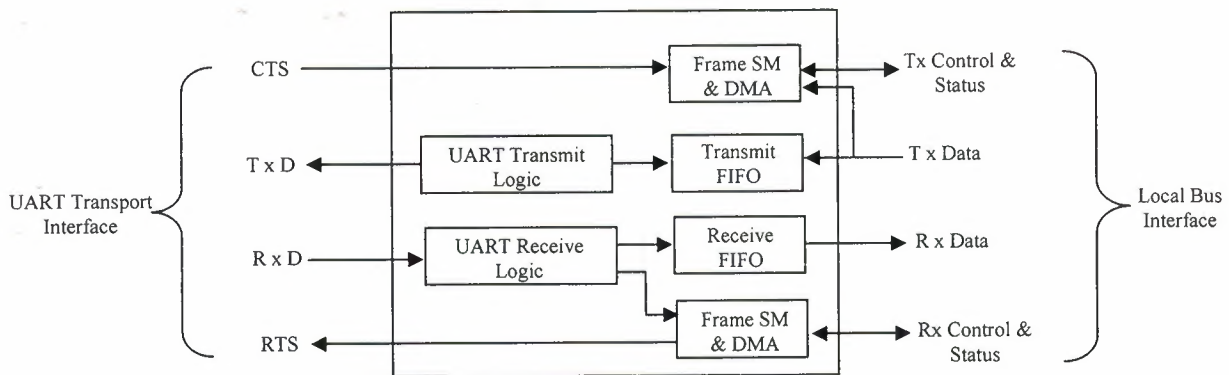 CTS
Frame SM
& DMA
Tx Control &
Status
T x D
UART Transmit
Logic
Transmit
FIFO
T x Data
UART Transport
Interface
Local Bus
Interface
R x D
UART Receive
Logic
Receive
FIFO
R x Data
RTS
Frame SM
& DMA
Rx Control &
Status